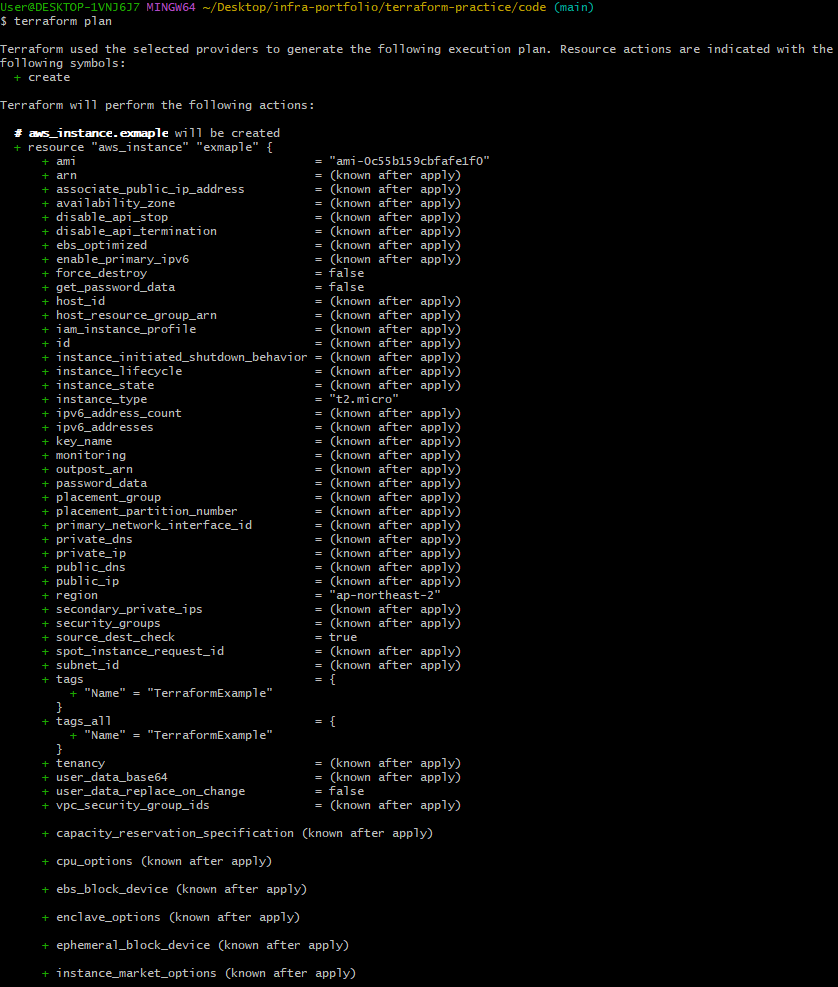 User@DESKTOP-1VNJ6J7 MINGW64 ~/Desktop/infra-portfolio/terraform-practice/code (main)
$ terraform plan
Terraform used the selected providers to generate the following execution plan. Resource actions are indicated with the
following symbols:
+ create
Terraform will perform the following actions:
# aws_instance.exmaple will be created
+ resource "aws_instance" "exmaple" {
+ ami = "ami-0c55b159cbfafe1f0"
+ arn = (known after apply)
+ associate_public_ip_address = (known after apply)
+ availability_zone = (known after apply)
+ disable_api_stop = (known after apply)
+ disable_api_termination = (known after apply)
+ ebs_optimized = (known after apply)
+ enable_primary_ipv6 = (known after apply)
+ force_destroy = false
+ get_password_data = false
+ host_id = (known after apply)
+ host_resource_group_arn = (known after apply)
+ iam_instance_profile = (known after apply)
+ id = (known after apply)
+ instance_initiated_shutdown_behavior = (known after apply)
+ instance_lifecycle = (known after apply)
+ instance_state = (known after apply)
+ instance_type = "t2.micro"
+ ipv6_address_count = (known after apply)
+ ipv6_addresses = (known after apply)
+ key_name = (known after apply)
+ monitoring = (known after apply)
+ outpost_arn = (known after apply)
+ password_data = (known after apply)
+ placement_group = (known after apply)
+ placement_partition_number = (known after apply)
+ primary_network_interface_id = (known after apply)
+ private_dns = (known after apply)
+ private_ip = (known after apply)
+ public_dns = (known after apply)
+ public_ip = (known after apply)
+ region = "ap-northeast-2"
+ secondary_private_ips = (known after apply)
+ security_groups = (known after apply)
+ source_dest_check = true
+ spot_instance_request_id = (known after apply)
+ subnet_id = (known after apply)
+ tags = {
+ "Name" = "TerraformExample"
}
+ tags_all = {
+ "Name" = "TerraformExample"
}
+ tenancy = (known after apply)
+ user_data_base64 = (known after apply)
+ user_data_replace_on_change = false
+ vpc_security_group_ids = (known after apply)
+ capacity_reservation_specification (known after apply)
+ cpu_options (known after apply)
+ ebs_block_device (known after apply)
+ enclave_options (known after apply)
+ ephemeral_block_device (known after apply)
+ instance_market_options (known after apply)